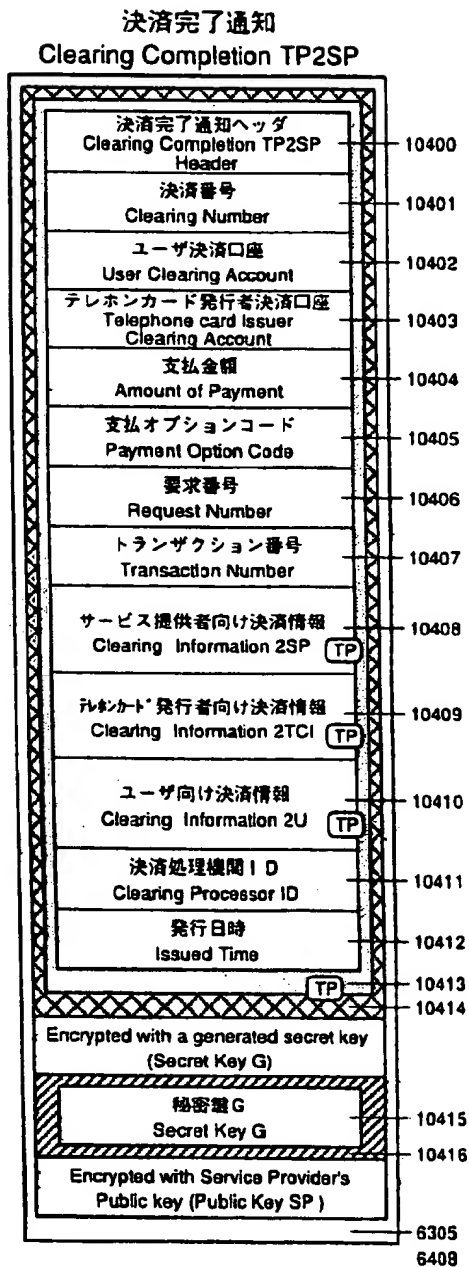 決済完了通知
Clearing Completion TP2SP
決済完了通知ヘッダ
Clearing Completion TP2SP
Header
10400
決済番号
Clearing Number
10401
ユーザ決済口座
User Clearing Account
10402
テレホンカード発行者決済口座
Telephone card Issuer
Clearing Account
10403
支払金額
Amount of Payment
10404
支払オプションコード
Payment Option Code
10405
要求番号
Request Number
10406
トランザクション番号
Transaction Number
10407
サービス提供者向け決済情報
Clearing Information 2SP
TP
10408
テレホンカード発行者向け決済情報
Clearing Information 2TCI
TP
10409
ユーザ向け決済情報
Clearing Information 2U
TP
10410
決済処理機関ID
Clearing Processor ID
10411
発行日時
Issued Time
10412
TP
10413
10414
Encrypted with a generated secret key
(Secret Key G)
秘密鍵G
Secret Key G
10415
10416
Encrypted with Service Provider's
Public key (Public Key SP )
6305
6408